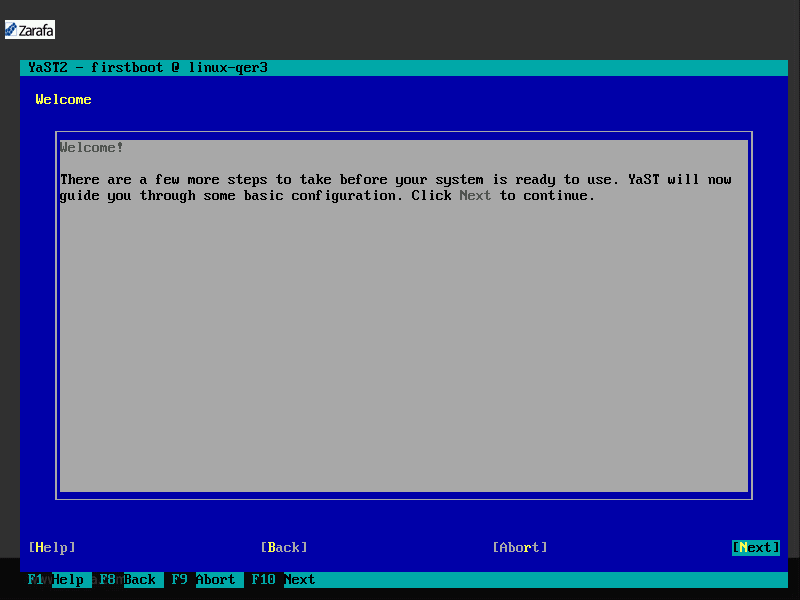 Zarafa
YaST2 - firstboot @ linux-qer3
Welcome
Welcome!
There are a few more steps to take before your system is ready to use. YaST will now
guide you through some basic configuration. Click Next to continue.
[Help] [Back] [Abort] [Next]
F1 Help F8 Back F9 Abort F10 Next